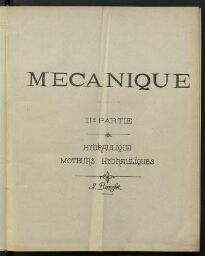 MECANIQUE
IIE PARTIE
HYDRAULIQUE
MOTEURS HYDRAULIQUES